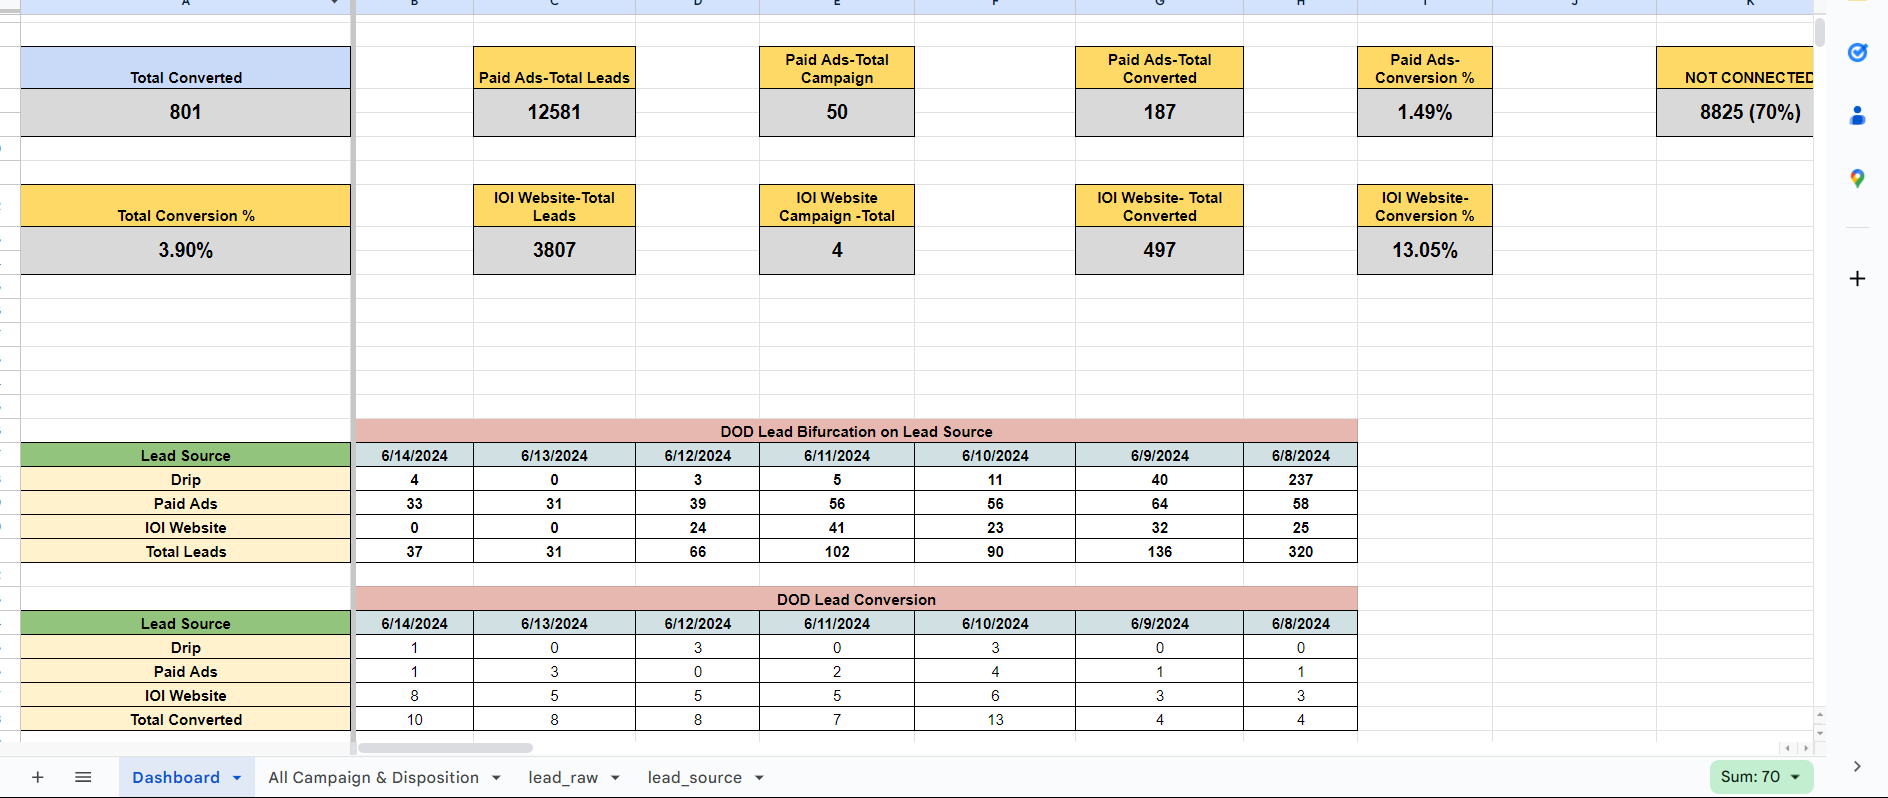 A B C D E F G H I J K
Paid Ads-Total Paid Ads-Total Paid Ads-
Total Converted Paid Ads-Total Leads Campaign Converted Conversion % NOT CONNECTED
801 12581 50 187 1.49% 8825 (70%)
IOI Website-Total IOI Website IOI Website- Total IOI Website-
Total Conversion % Leads Campaign -Total Converted Conversion %
3.90% 3807 4 497 13.05%
DOD Lead Bifurcation on Lead Source
Lead Source 6/14/2024 6/13/2024 6/12/2024 6/11/2024 6/10/2024 6/9/2024 6/8/2024
Drip 4 0 3 5 11 40 237
Paid Ads 33 31 39 56 56 64 58
IOI Website 0 0 24 41 23 32 25
Total Leads 37 31 66 102 90 136 320
DOD Lead Conversion
Lead Source 6/14/2024 6/13/2024 6/12/2024 6/11/2024 6/10/2024 6/9/2024 6/8/2024
Drip 1 0 3 0 3 0 0
Paid Ads 1 3 0 2 4 1 1
IOI Website 8 5 5 5 6 3 3
Total Converted 10 8 8 7 13 4 4
Dashboard All Campaign & Disposition lead_raw lead_source Sum: 70